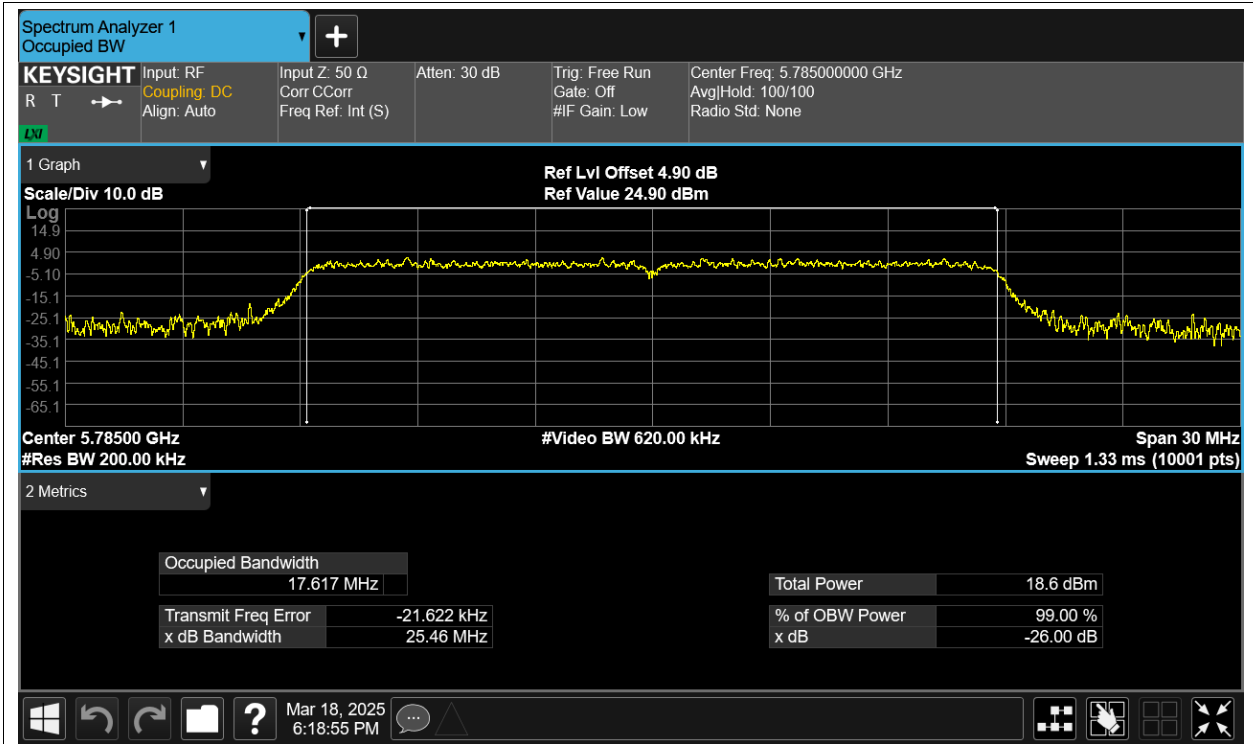 Spectrum Analyzer 1
Occupied BW
KEYSIGHT
R T
LXI
Input: RF
Coupling: DC
Align: Auto
Input Z: 50 Ω
Corr CCorr
Freq Ref: Int (S)
Atten: 30 dB
Trig: Free Run
Gate: Off
#IF Gain: Low
Center Freq: 5.785000000 GHz
Avg|Hold: 100/100
Radio Std: None
1 Graph
Scale/Div 10.0 dB
Ref Lvl Offset 4.90 dB
Ref Value 24.90 dBm
Log
14.9
4.90
-5.10
-15.1
-25.1
-35.1
-45.1
-55.1
-65.1
Center 5.78500 GHz
#Res BW 200.00 kHz
#Video BW 620.00 kHz
Span 30 MHz
Sweep 1.33 ms (10001 pts)
2 Metrics
Occupied Bandwidth
17.617 MHz
Transmit Freq Error -21.622 kHz
x dB Bandwidth 25.46 MHz
Total Power 18.6 dBm
% of OBW Power 99.00 %
x dB -26.00 dB
?
Mar 18, 2025
6:18:55 PM